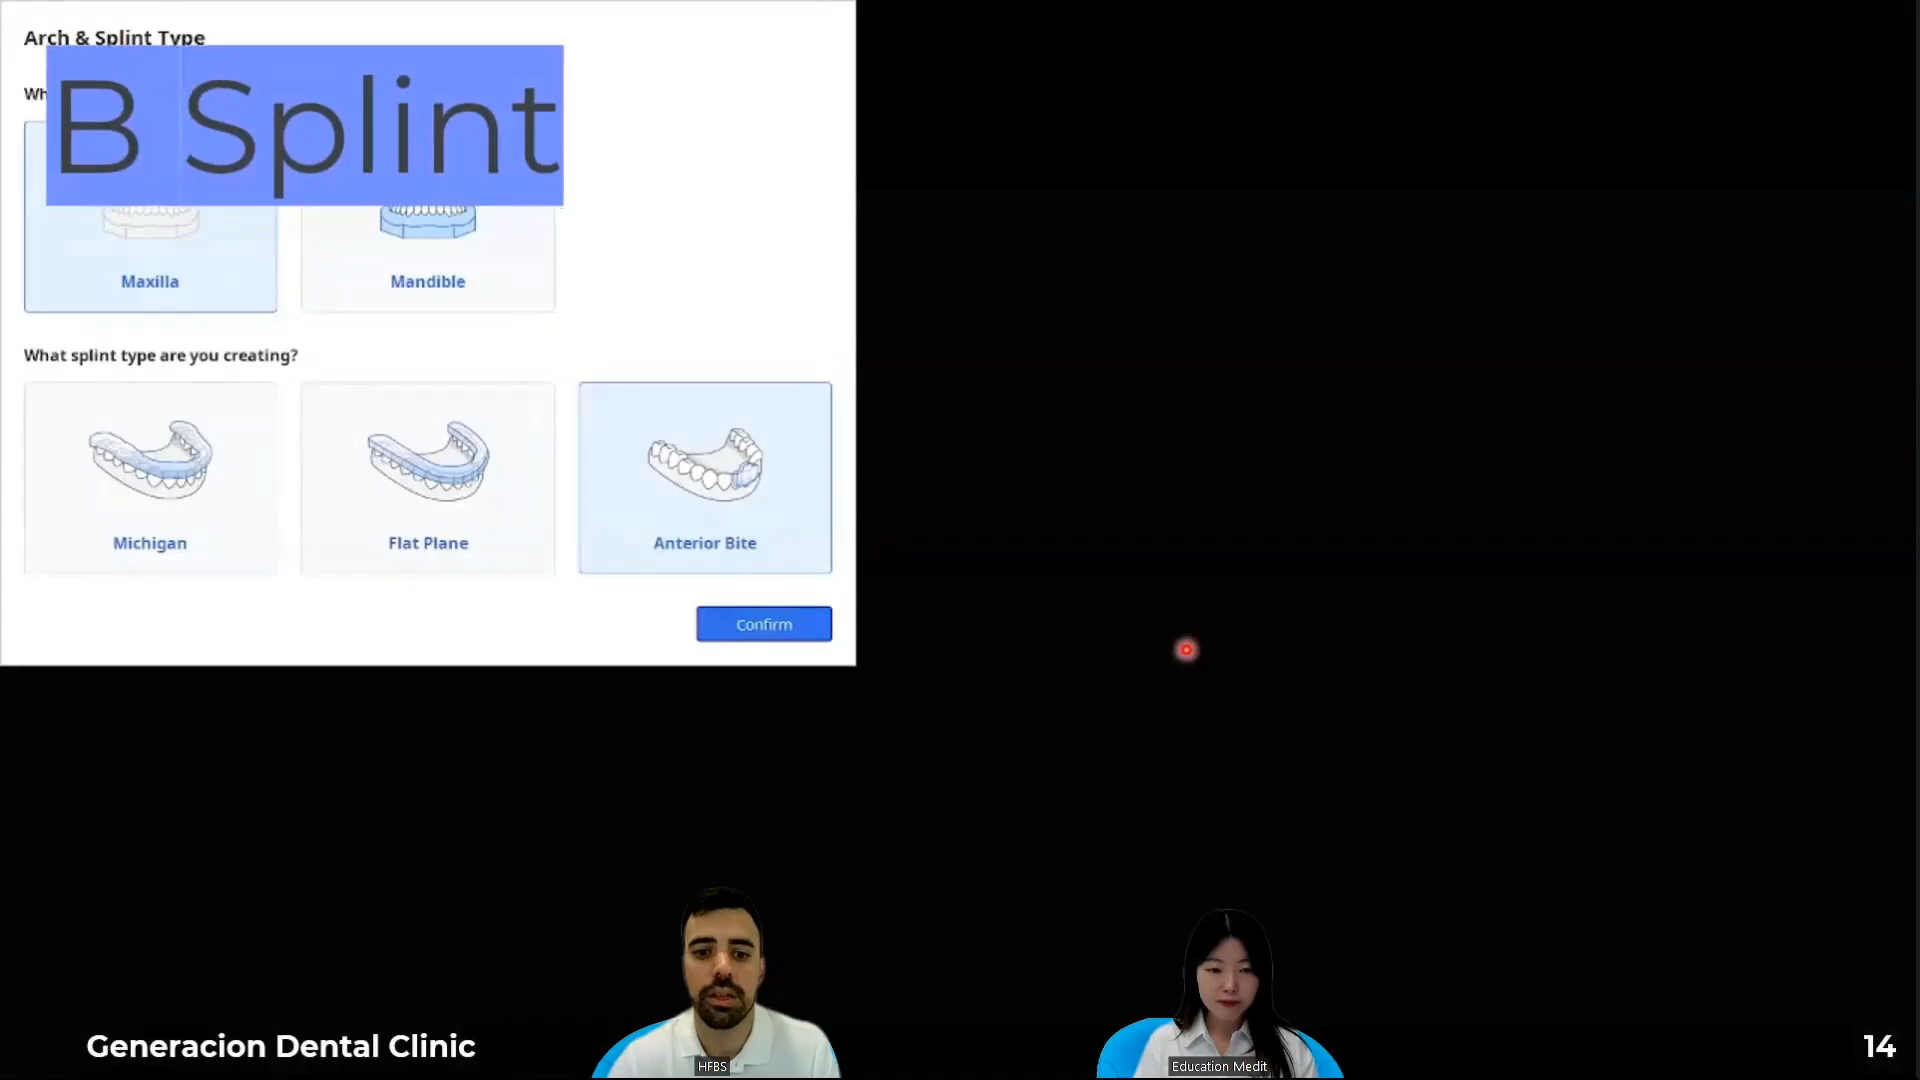 Arch & Splint Type
B Splint
Wh
Maxilla
Mandible
What splint type are you creating?
Michigan
Flat Plane
Anterior Bite
Confirm
Generacion Dental Clinic
HFBS
Education Medit
14